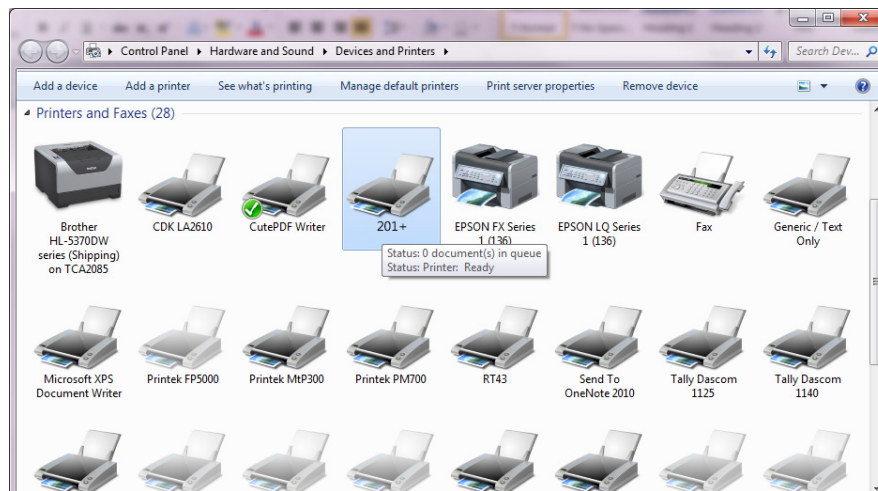 Control Panel ▸ Hardware and Sound ▸ Devices and Printers ▸
Search Dev...
Add a device Add a printer See what's printing Manage default printers Print server properties Remove device
Printers and Faxes (28)
Brother
HL-5370DW
series (Shipping)
on TCA2085
CDK LA2610
CutePDF Writer
201+
EPSON FX Series
1 (136)
EPSON LQ Series
1 (136)
Fax
Generic / Text
Only
Status: 0 document(s) in queue
Status: Printer: Ready
Microsoft XPS
Document Writer
Printek FP5000
Printek MtP300
Printek PM700
RT43
Send To
OneNote 2010
Tally Dascom
1125
Tally Dascom
1140